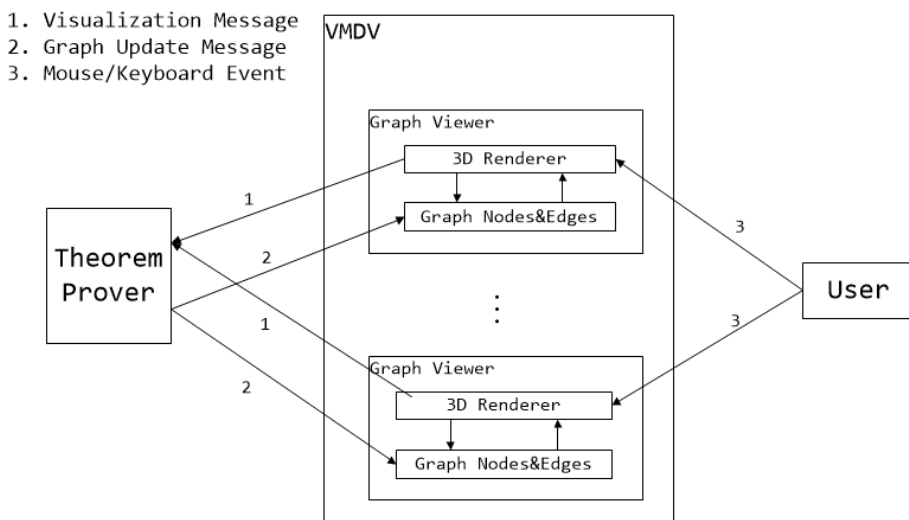 1. Visualization Message
2. Graph Update Message
3. Mouse/Keyboard Event
VMDV
Graph Viewer
3D Renderer
Graph Nodes&Edges
1
2
3
Theorem
Prover
User
1
2
3
Graph Viewer
3D Renderer
Graph Nodes&Edges